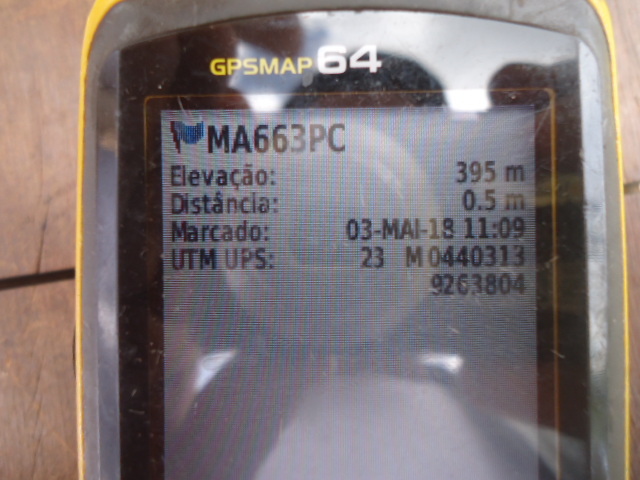 GPSMAP 64
MA663PC
Elevação: 395 m
Distância: 0.5 m
Marcado: 03-MAI-18 11:09
UTM UPS: 23 M 0440313
9263804